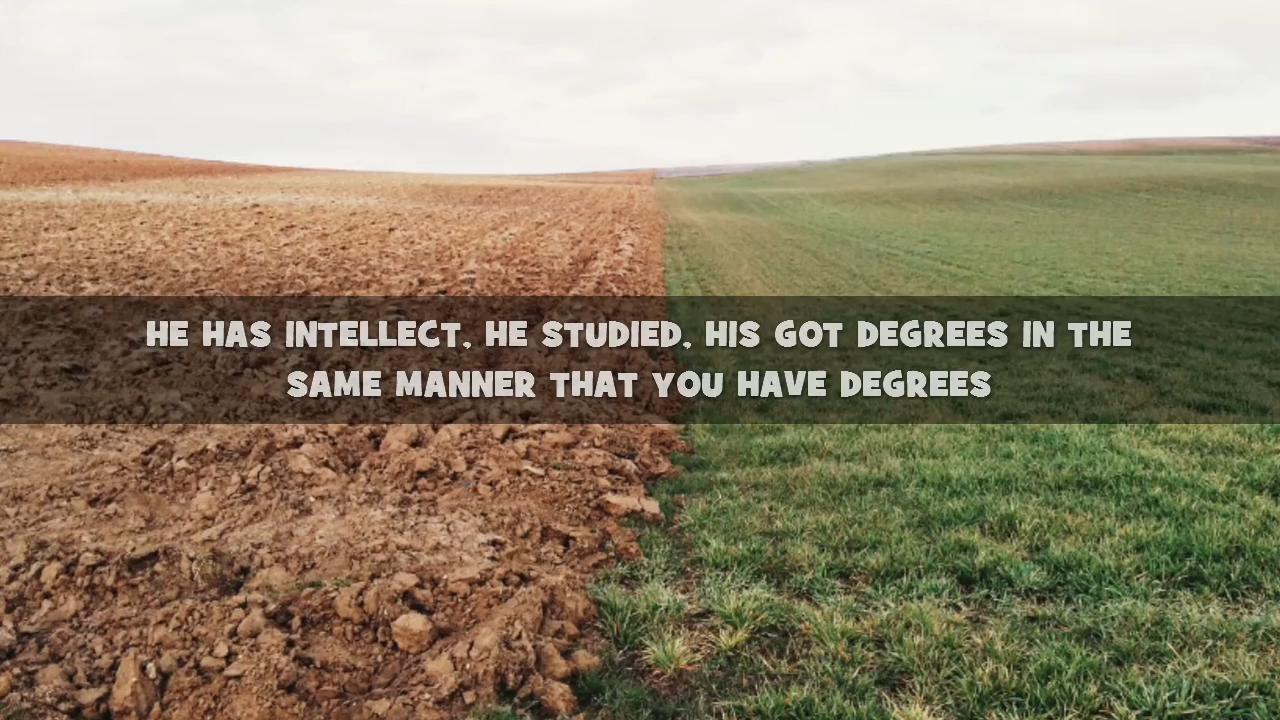 HE HAS INTELLECT, HE STUDIED, HIS GOT DEGREES IN THE
SAME MANNER THAT YOU HAVE DEGREES